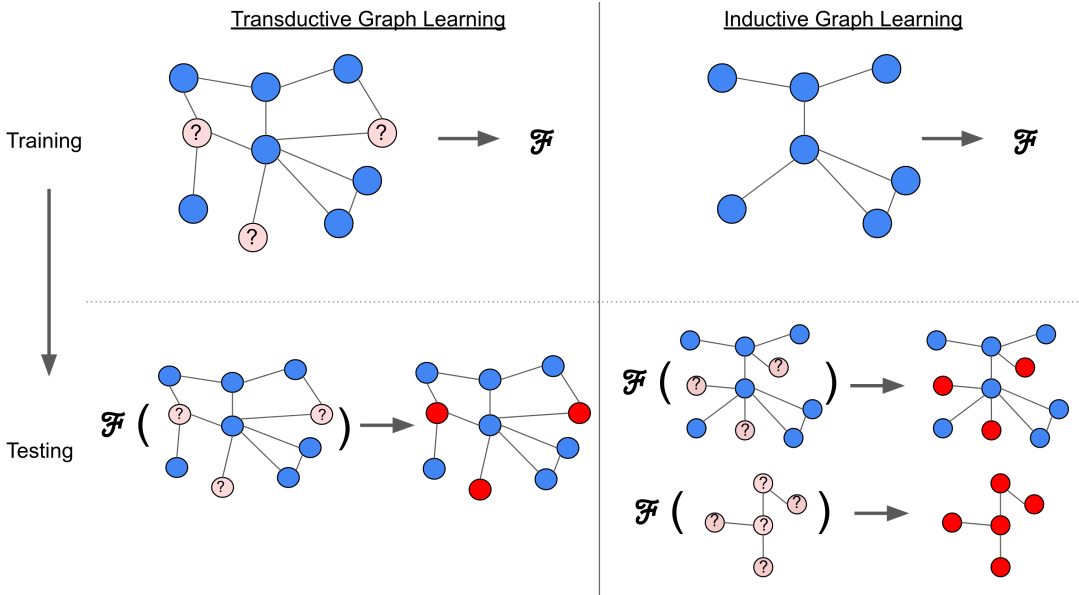 Transductive Graph Learning
Inductive Graph Learning
Training
? ?
?
ℱ
ℱ
Testing
ℱ ( ? ? ? )
ℱ ( ? ? ? )
ℱ ( ? ? ? ? ? )